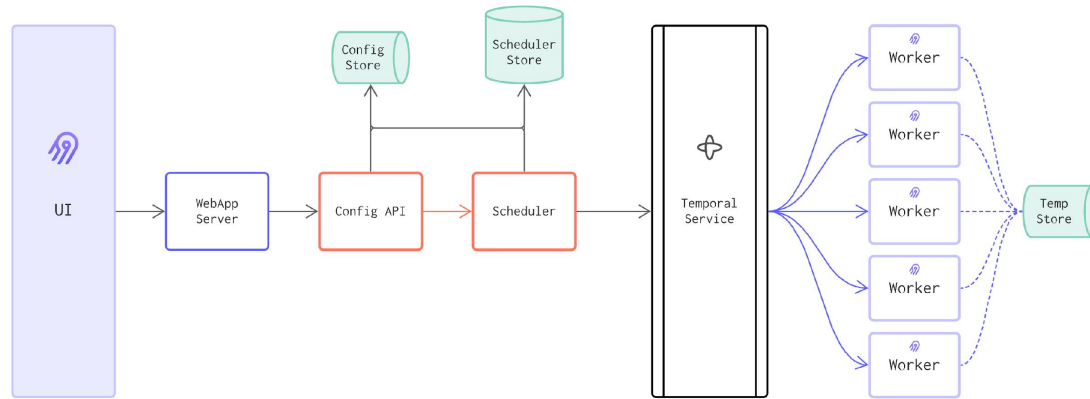 UI
WebApp
Server
Config
Store
Config API
Scheduler
Store
Scheduler
Temporal
Service
Worker
Worker
Worker
Worker
Worker
Temp
Store